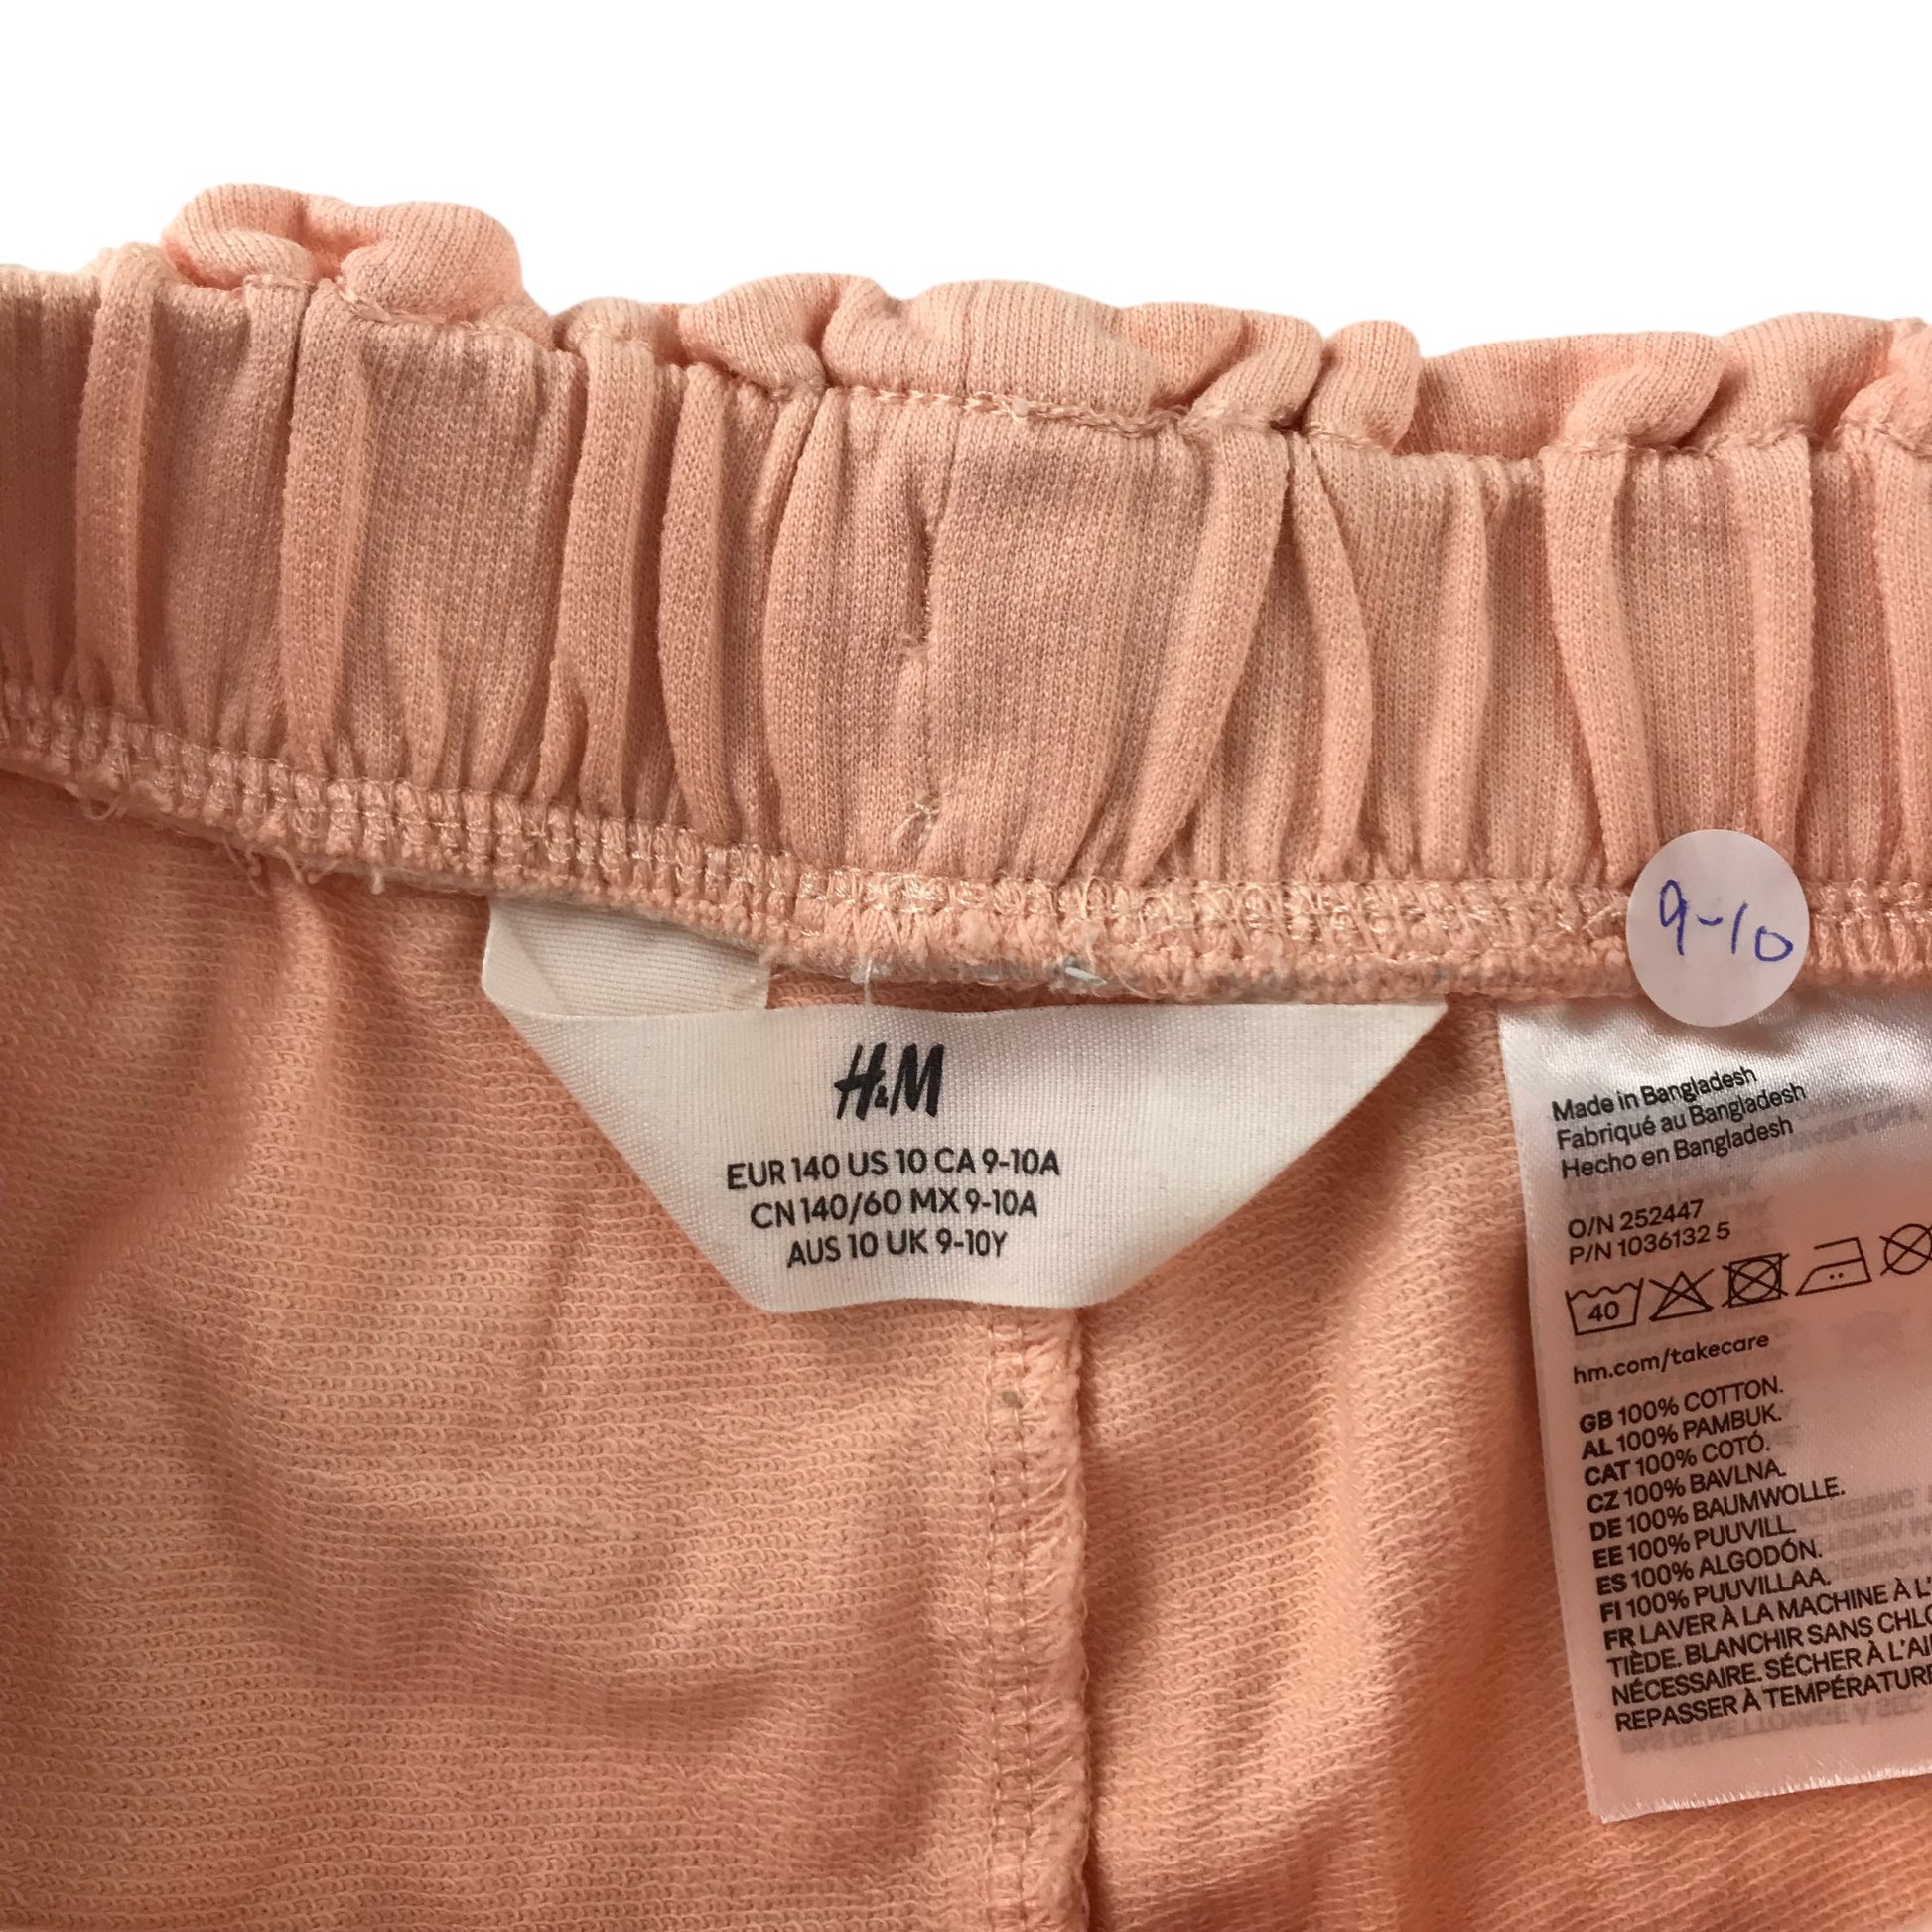 9-10
H&M
EUR 140 US 10 CA 9-10A
CN 140/60 MX 9-10A
AUS 10 UK 9-10Y
Made in Bangladesh
Fabriqué au Bangladesh
Hecho en Bangladesh
O/N 252447
P/N 1036132 5
40
hm.com/takecare
GB 100% COTTON.
AL 100% PAMBUK.
CAT 100% COTÓ.
CZ 100% BAVLNA.
DE 100% BAUMWOLLE.
EE 100% PUUVILL.
ES 100% ALGODÓN.
FI 100% PUUVILLAA.
FR LAVER À LA MACHINE À
TIÈDE. BLANCHIR SANS
NÉCESSAIRE. SÉCHER À
REPASSER À TEMPÉRATURE